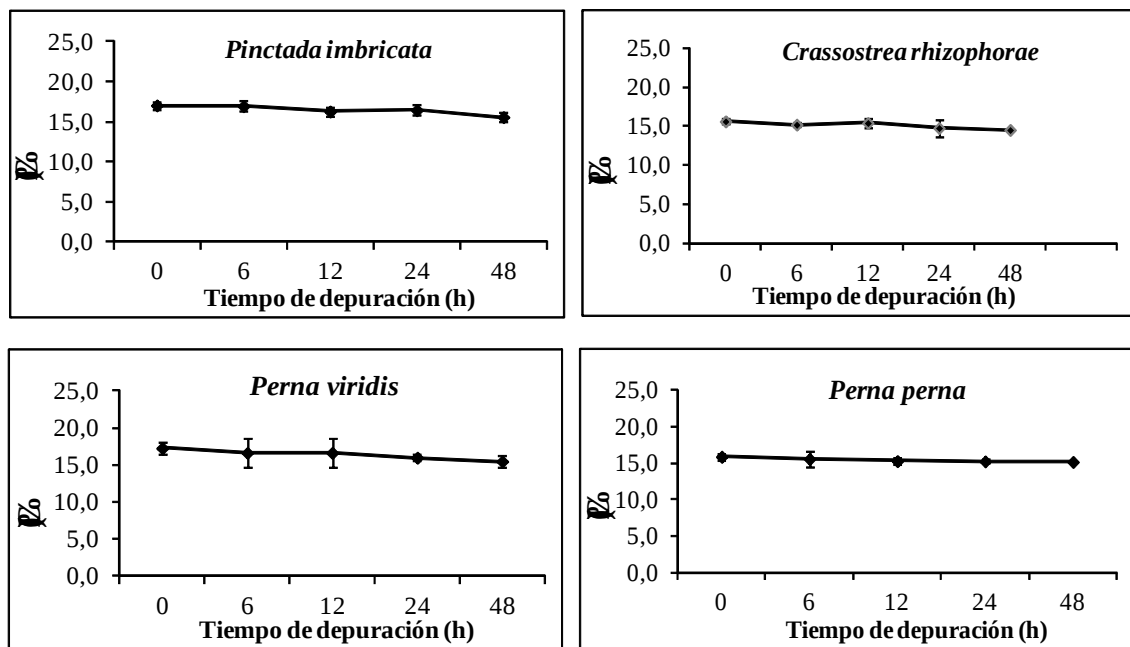 Pinctada imbricata
25,0
20,0
15,0
10,0
5,0
0,0
0 6 12 24 48
Tiempo de depuración (h)
Crassostrea rhizophorae
25,0
20,0
15,0
10,0
5,0
0,0
0 6 12 24 48
Tiempo de depuración (h)
Perna viridis
25,0
20,0
15,0
10,0
5,0
0,0
0 6 12 24 48
Tiempo de depuración (h)
Perna perna
25,0
20,0
15,0
10,0
5,0
0,0
0 6 12 24 48
Tiempo de depuración (h)